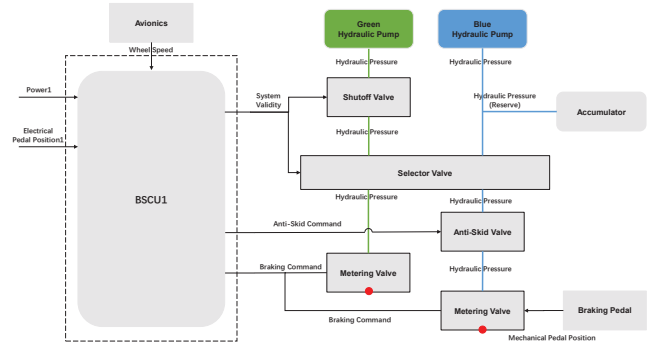 Avionics
Green
Hydraulic Pump
Blue
Hydraulic Pump
Wheel Speed
Hydraulic Pressure
Hydraulic Pressure
Power1
System
Validity
Shutoff Valve
Hydraulic Pressure
(Reserve)
Accumulator
Electrical
Pedal Position1
Hydraulic Pressure
Selector Valve
BSCU1
Hydraulic Pressure
Hydraulic Pressure
Anti-Skid Command
Anti-Skid Valve
Braking Command
Metering Valve
Hydraulic Pressure
Metering Valve
Braking Pedal
Braking Command
Mechanical Pedal Position